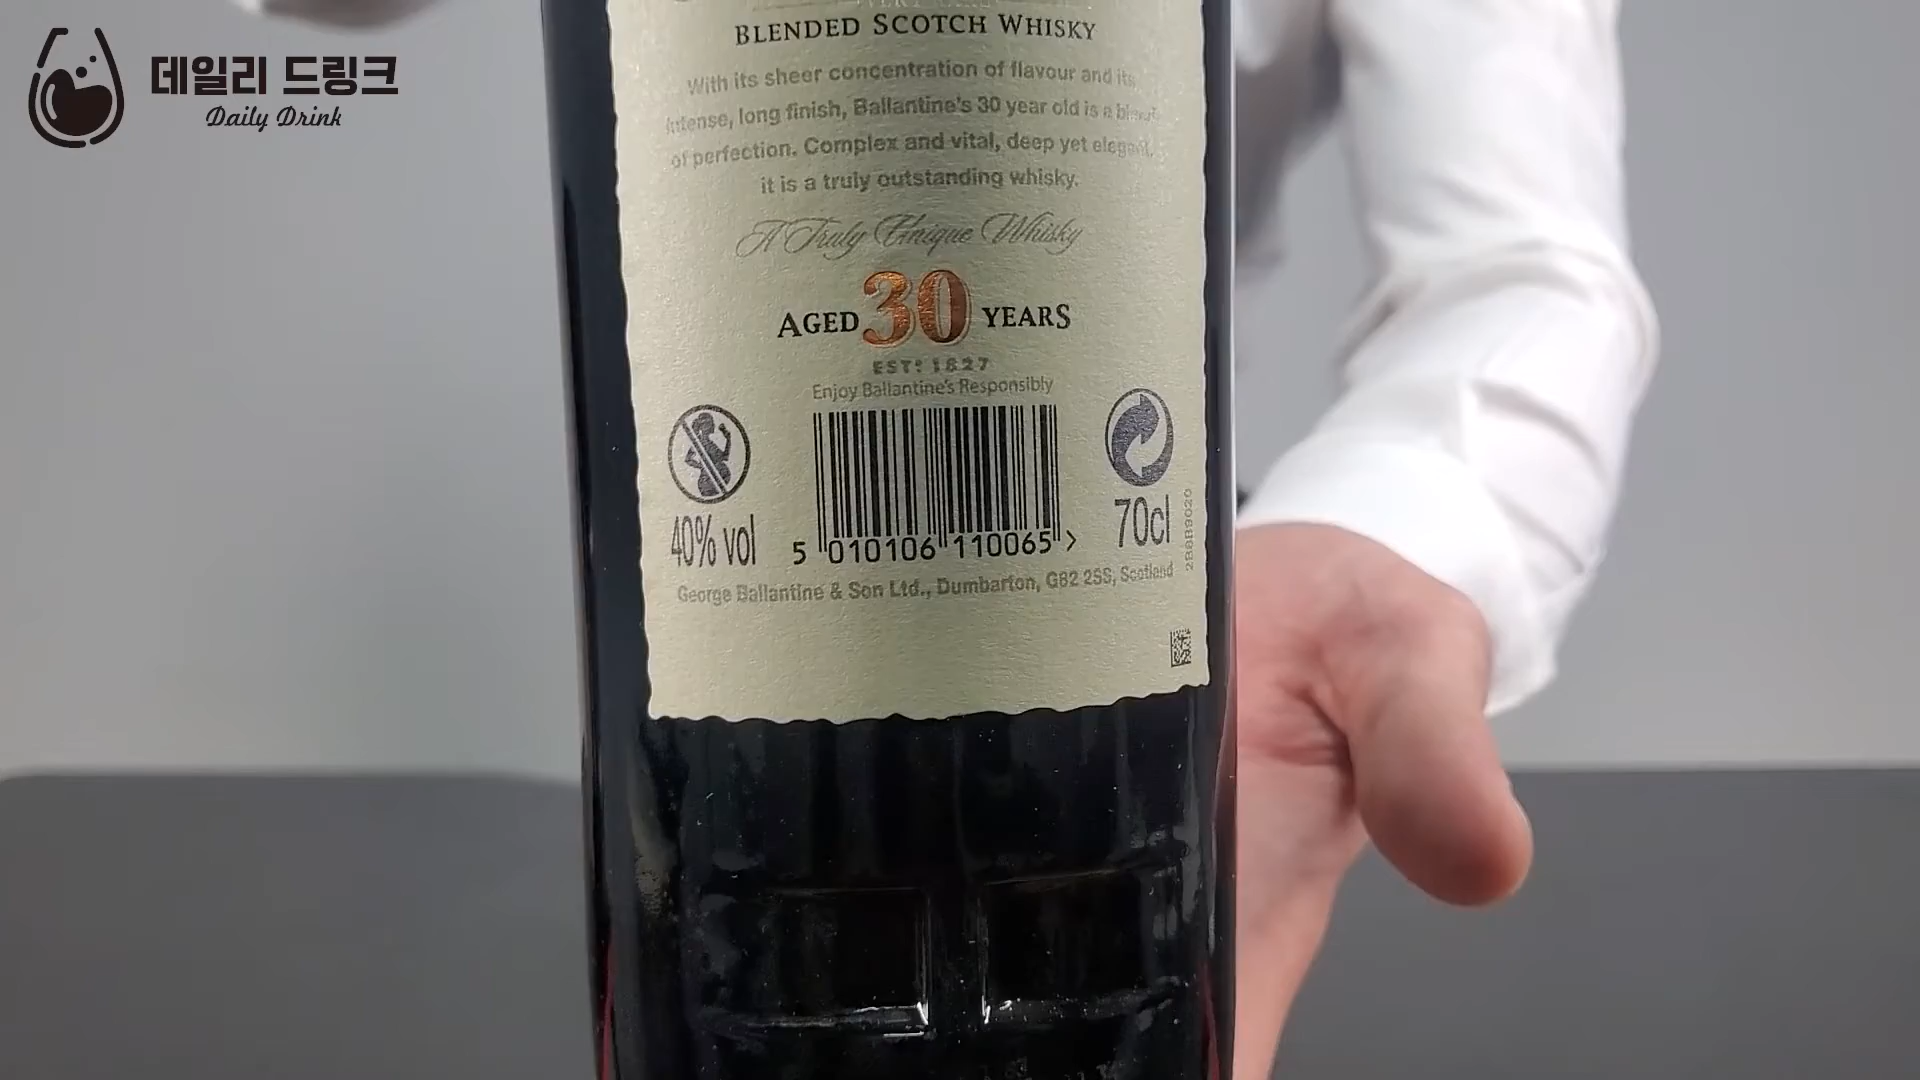 데일리 드링크
Daily Drink
BLENDED SCOTCH WHISKY
With its sheer concentration of flavour and its
intense, long finish, Ballantine's 30 year old is a blend
of perfection. Complex and vital, deep yet elegant,
it is a truly outstanding whisky.
A Truly Unique Whisky
AGED 30 YEARS
ESTD 1827
Enjoy Ballantine's Responsibly
40% vol
5 010106 110065 >
70cl
George Ballantine & Son Ltd., Dumbarton, G82 2SS, Scotland